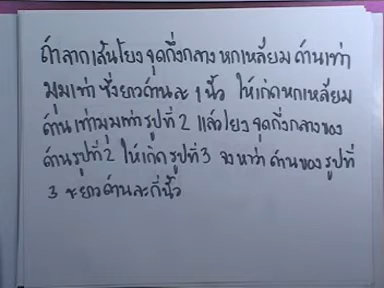 ถ้าลากเส้นโยงจุดกึ่งกลางหกเหลี่ยมด้านเท่า
มุมเท่า ซึ่งยาวด้านละ 1 นิ้ว ให้เกิดหกเหลี่ยม
ด้านเท่ามุมเท่ารูปที่ 2 แล้วโยงจุดกึ่งกลางของ
ด้านรูปที่ 2 ให้เกิดรูปที่ 3 จงหาว่าด้านของรูปที่
3 จะยาวด้านละกี่นิ้ว